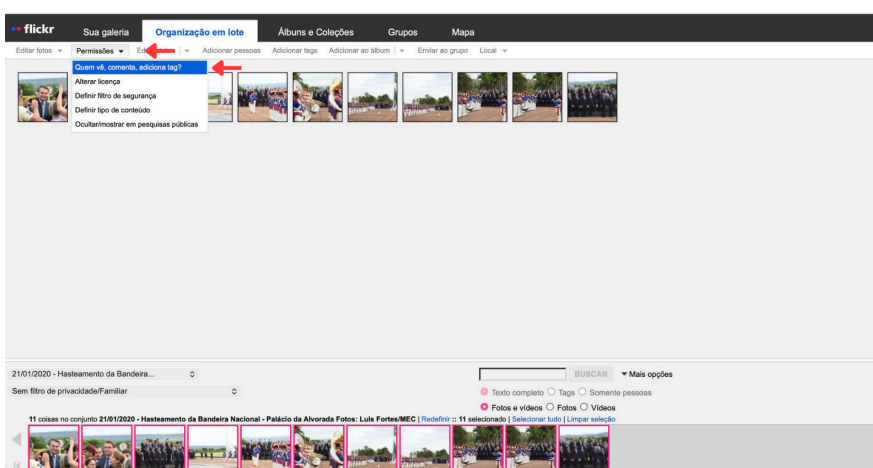 flickr Sua galeria Organização em lote Álbuns e Coleções Grupos Mapa
Editar fotos Permissões Adicionar pessoas Adicionar tags Adicionar ao álbum Enviar ao grupo Local
Quem vê, comenta, adiciona tag?
Alterar licença
Definir filtro de segurança
Definir tipo de conteúdo
Ocultar/mostrar em pesquisas públicas
21/01/2020 - Hasteamento da Bandeira...
BUSCAR Mais opções
Sem filtro de privacidade/Familiar
Texto completo Tags Somente pessoas
Fotos e vídeos Fotos Vídeos
11 coisas no conjunto 21/01/2020 - Hasteamento da Bandeira Nacional - Palácio da Alvorada Fotos: Luis Fortes/MEC | Redefinir :: 11 selecionado | Selecionar tudo | Limpar seleção